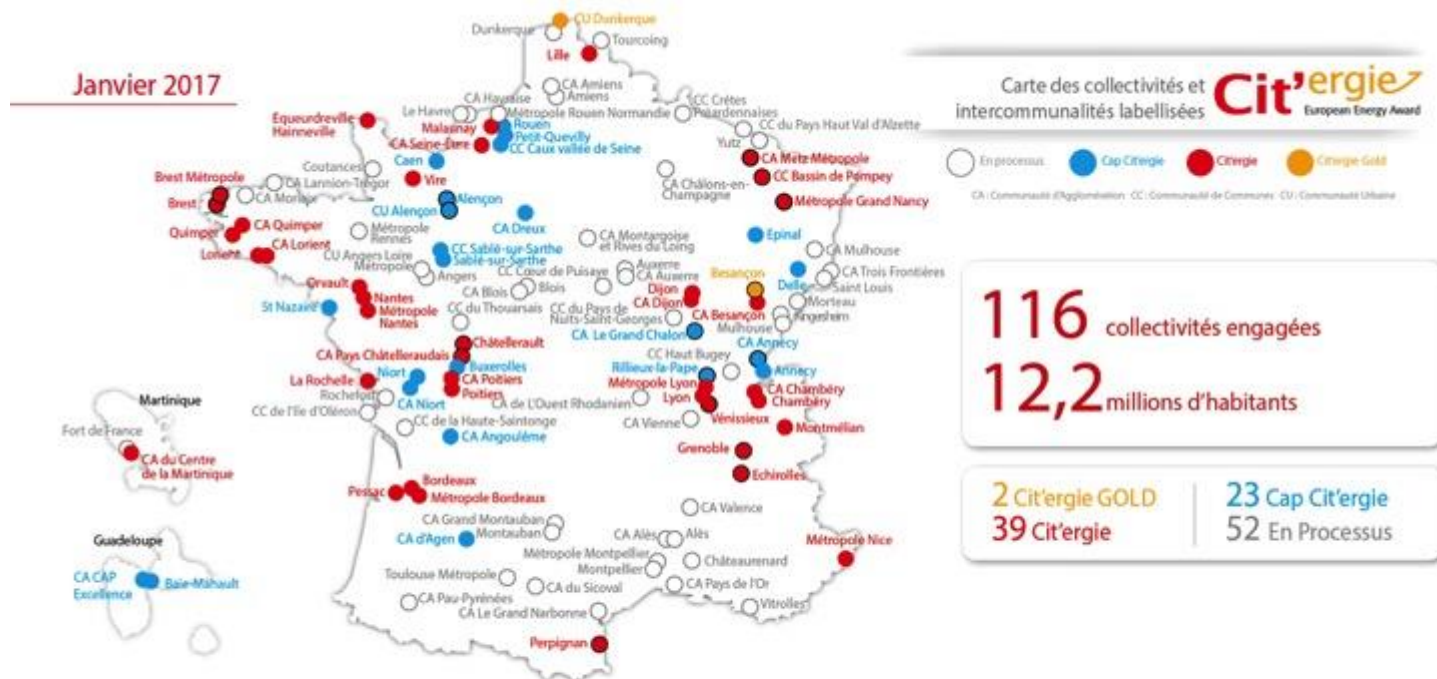 Janvier 2017
Carte des collectivités et
intercommunalités labellisées
Cit'ergie
European Energy Award
En processus
Cap Cit'ergie
Cit'ergie
Cit'ergie Gold
CA : Communauté d'Agglomération CC : Communauté de Communes CU : Communauté Urbaine
CU Dunkerque
Dunkerque
Tourcoing
Lille
CA Amiens
Amiens
CA Havraise
Le Havre
Métropole Rouen Normandie
CC Crêtes
Préardennaises
Equeurdreville
Hainneville
Malaunay
Rouen
Petit-Quevilly
CA Seine-Eure
CC Caux vallée de Seine
CC du Pays Haut Val d'Alzette
Yutz
CA Metz Métropole
CC Bassin de Pompey
Métropole Grand Nancy
Coutances
Caen
Vire
CA Châlons-en-
Champagne
Brest Métropole
Brest
CA Lannion-Trégor
CA Morlaix
Alençon
CU Alençon
CA Dreux
CA Quimper
Quimper
CA Lorient
Lorient
Métropole
Rennes
CC Sablé-sur-Sarthe
Sablé-sur-Sarthe
CA Montargoise
et Rives du Loing
Epinal
CA Mulhouse
CU Angers Loire
Métropole
Angers
CC Cœur de Puisaye
Auxerre
CA Auxerre
Besançon
Delle
CA Trois Frontières
Saint Louis
Orvault
Nantes
Métropole
Nantes
St Nazaire
CA Blois
Blois
CC du Thouarsais
CC du Pays de
Nuits-Saint-Georges
Dijon
CA Dijon
CA Besançon
Morteau
Mulhouse
CA Le Grand Chalon
CA Annecy
Annecy
Châtellerault
CA Pays Châtelleraudais
Buxerolles
CA Poitiers
Poitiers
Niort
CA Niort
La Rochelle
Rochefort
CC de l'Ile d'Oléron
CC de la Haute-Saintonge
CA Angoulême
CC Haut Bugey
Rillieux-la-Pape
Métropole Lyon
Lyon
Vénissieux
CA de L'Ouest Rhodanien
CA Vienne
CA Chambéry
Chambéry
Montmélian
Grenoble
Echirolles
Martinique
Fort de France
CA du Centre
de la Martinique
Pessac
Bordeaux
Métropole Bordeaux
CA Valence
CA Grand Montauban
Montauban
CA d'Agen
CA Alès
Alès
Métropole Nice
Guadeloupe
CA CAP
Excellence
Baie-Mahault
Métropole Montpellier
Montpellier
Châteaurenard
Toulouse Métropole
CA du Sicoval
CA Pays de l'Or
CA Pau-Pyrénées
CA Le Grand Narbonne
Vitrolles
Perpignan
116 collectivités engagées
12,2 millions d'habitants
2 Cit'ergie GOLD
39 Cit'ergie
23 Cap Cit'ergie
52 En Processus